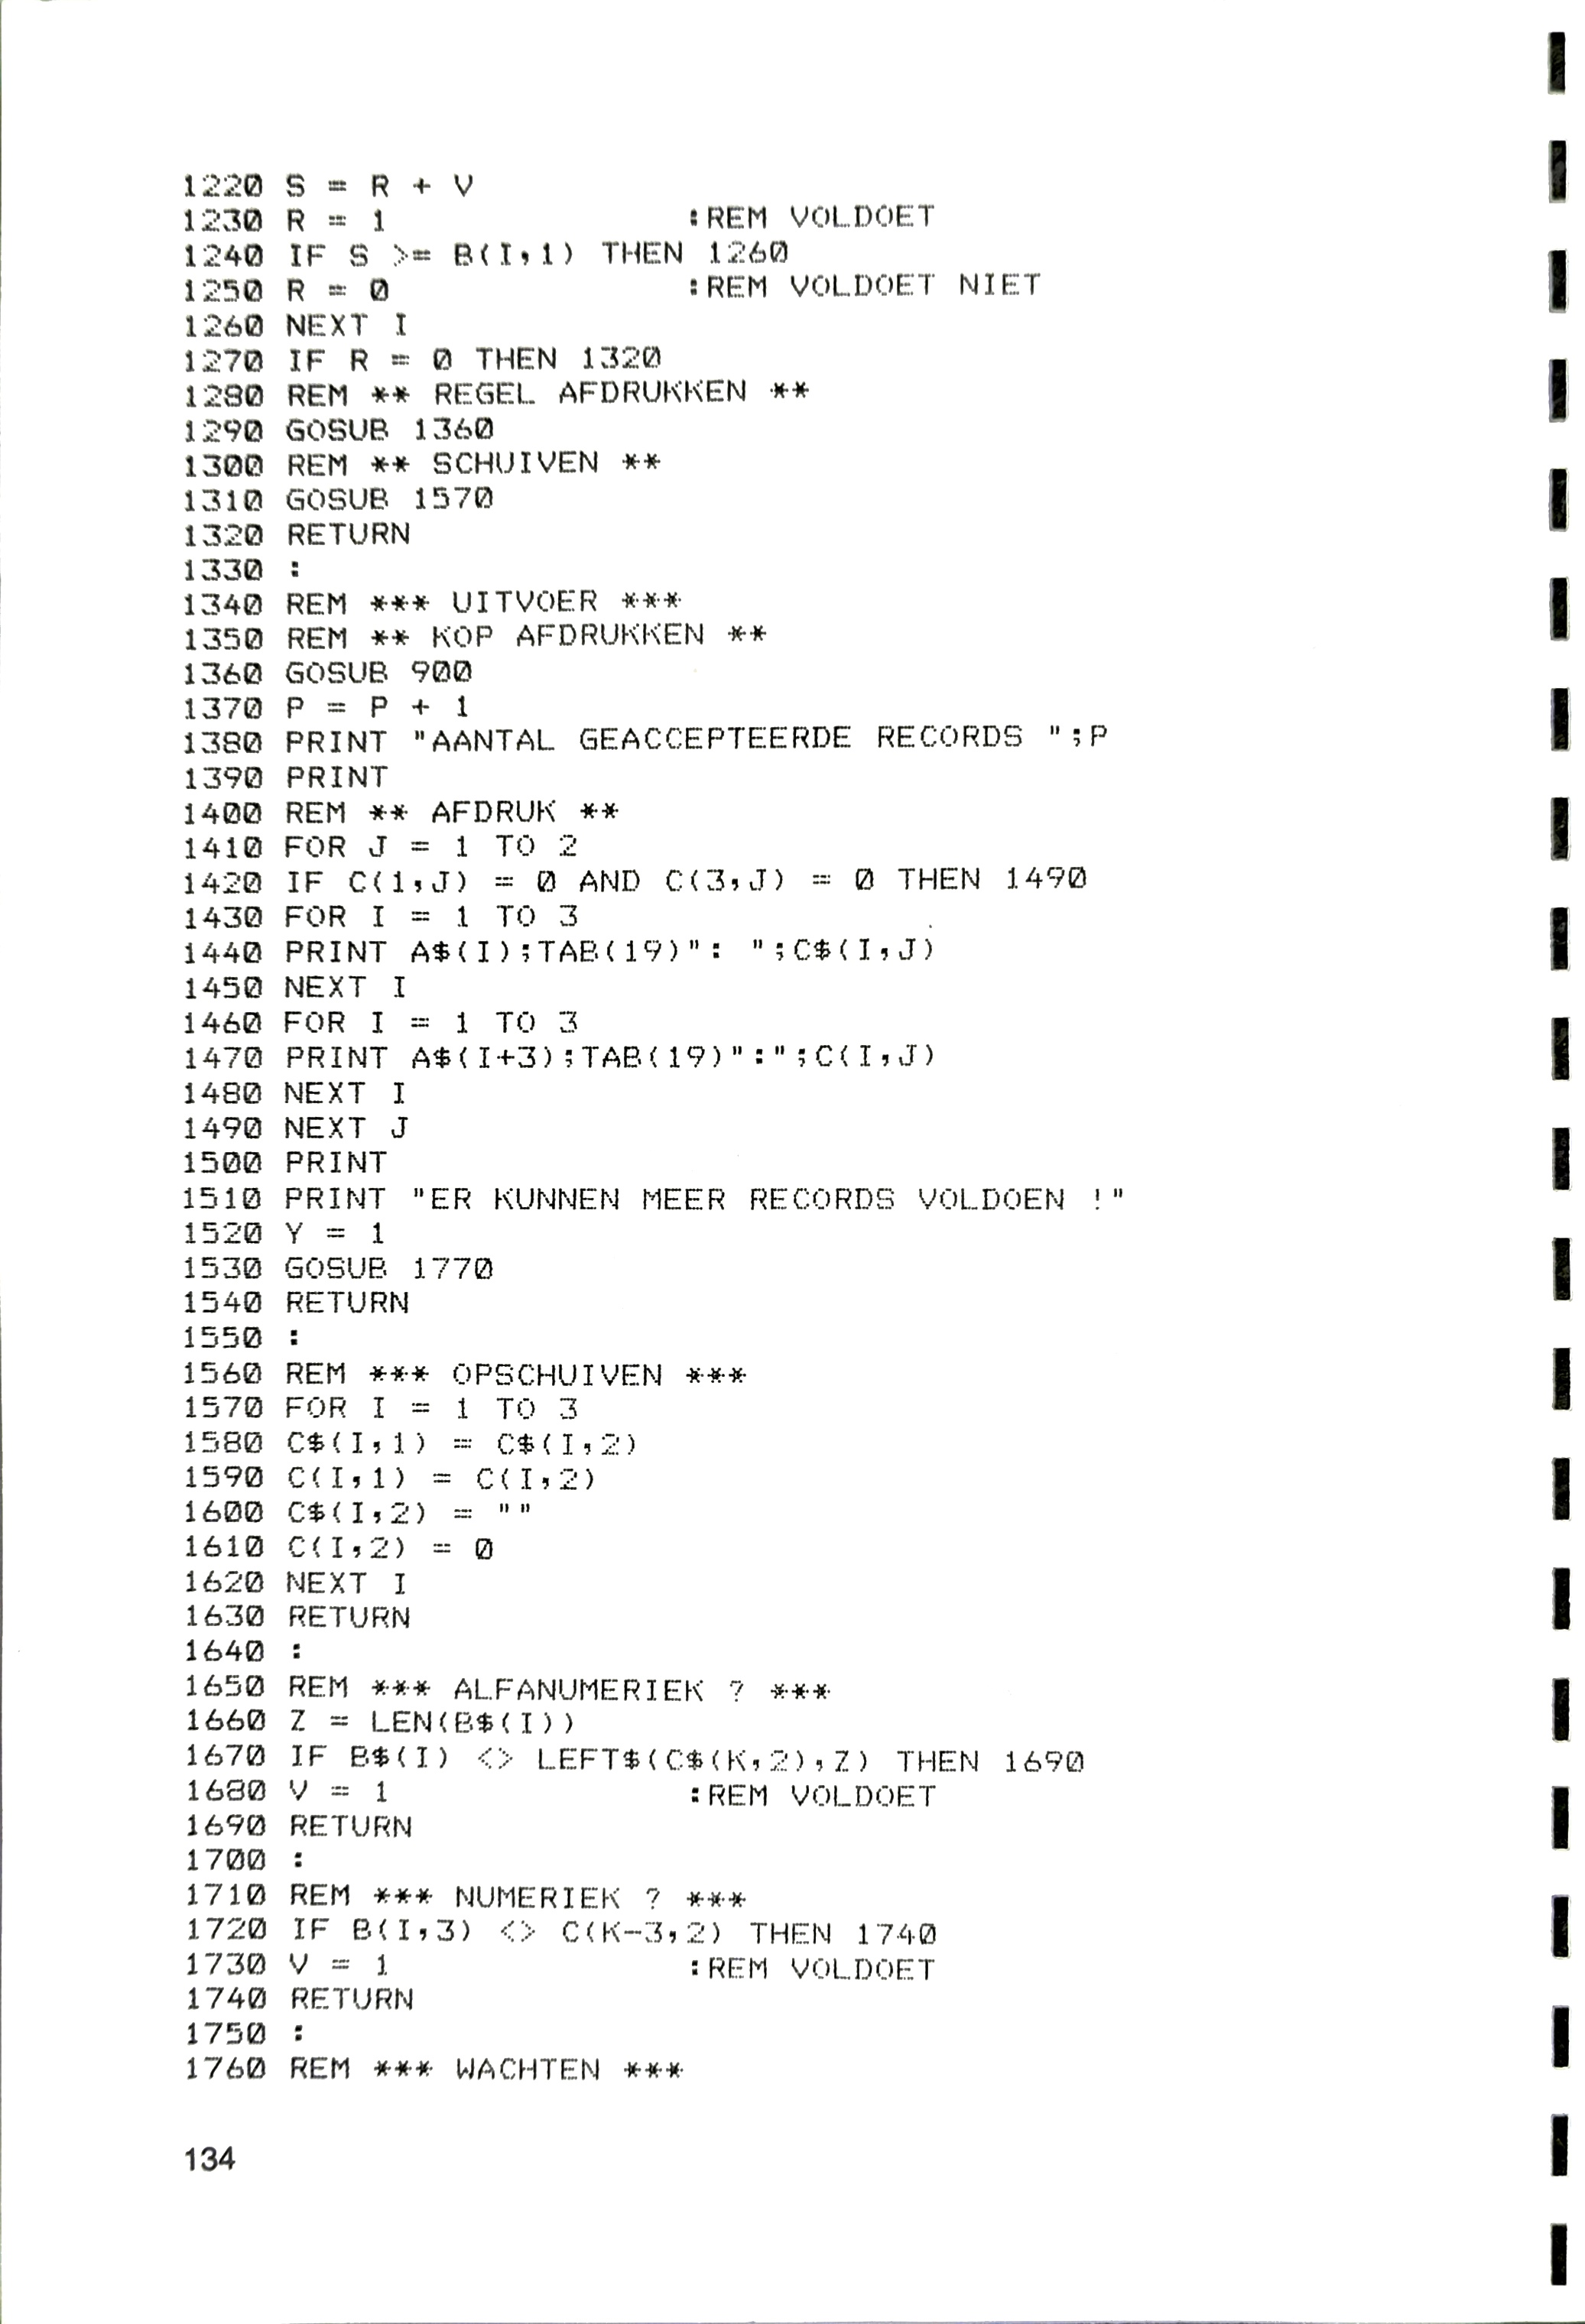 1220 S = R + V
1230 R = 1 :REM VOLDOET
1240 IF S >= B(I,1) THEN 1260
1250 R = 0 :REM VOLDOET NIET
1260 NEXT I
1270 IF R = 0 THEN 1320
1280 REM ** REGEL AFDRUKKEN **
1290 GOSUB 1360
1300 REM ** SCHUIVEN **
1310 GOSUB 1570
1320 RETURN
1330 :
1340 REM *** UITVOER ***
1350 REM ** KOP AFDRUKKEN **
1360 GOSUB 900
1370 P = P + 1
1380 PRINT "AANTAL GEACCEPTEERDE RECORDS ";P
1390 PRINT
1400 REM ** AFDRUK **
1410 FOR J = 1 TO 2
1420 IF C(1,J) = 0 AND C(3,J) = 0 THEN 1490
1430 FOR I = 1 TO 3
1440 PRINT A$(I);TAB(19)": ";C$(I,J)
1450 NEXT I
1460 FOR I = 1 TO 3
1470 PRINT A$(I+3);TAB(19)":";C(I,J)
1480 NEXT I
1490 NEXT J
1500 PRINT
1510 PRINT "ER KUNNEN MEER RECORDS VOLDOEN !"
1520 Y = 1
1530 GOSUB 1770
1540 RETURN
1550 :
1560 REM *** OPSCHUIVEN ***
1570 FOR I = 1 TO 3
1580 C$(I,1) = C$(I,2)
1590 C(I,1) = C(I,2)
1600 C$(I,2) = ""
1610 C(I,2) = 0
1620 NEXT I
1630 RETURN
1640 :
1650 REM *** ALFANUMERIEK ? ***
1660 Z = LEN(B$(I))
1670 IF B$(I) <> LEFT$(C$(K,2),Z) THEN 1690
1680 V = 1 :REM VOLDOET
1690 RETURN
1700 :
1710 REM *** NUMERIEK ? ***
1720 IF B(I,3) <> C(K-3,2) THEN 1740
1730 V = 1 :REM VOLDOET
1740 RETURN
1750 :
1760 REM *** WACHTEN ***
134